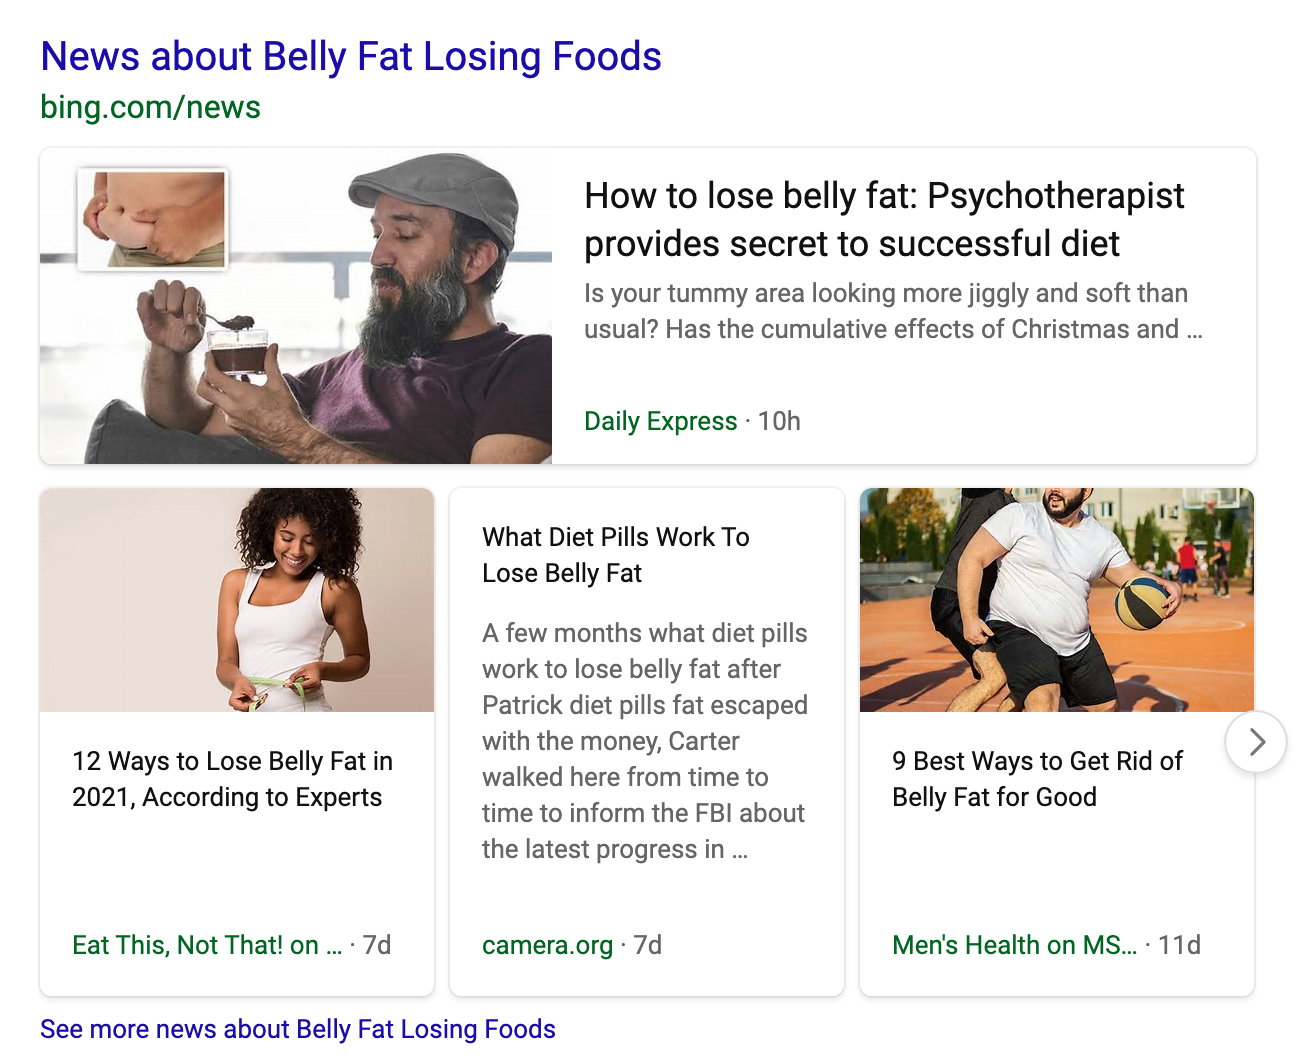 News about Belly Fat Losing Foods
bing.com/news
How to lose belly fat: Psychotherapist
provides secret to successful diet
Is your tummy area looking more jiggly and soft than
usual? Has the cumulative effects of Christmas and ...
Daily Express · 10h
12 Ways to Lose Belly Fat in
2021, According to Experts
Eat This, Not That! on ... · 7d
What Diet Pills Work To
Lose Belly Fat
A few months what diet pills
work to lose belly fat after
Patrick diet pills fat escaped
with the money, Carter
walked here from time to
time to inform the FBI about
the latest progress in ...
camera.org · 7d
9 Best Ways to Get Rid of
Belly Fat for Good
Men's Health on MS... · 11d
See more news about Belly Fat Losing Foods